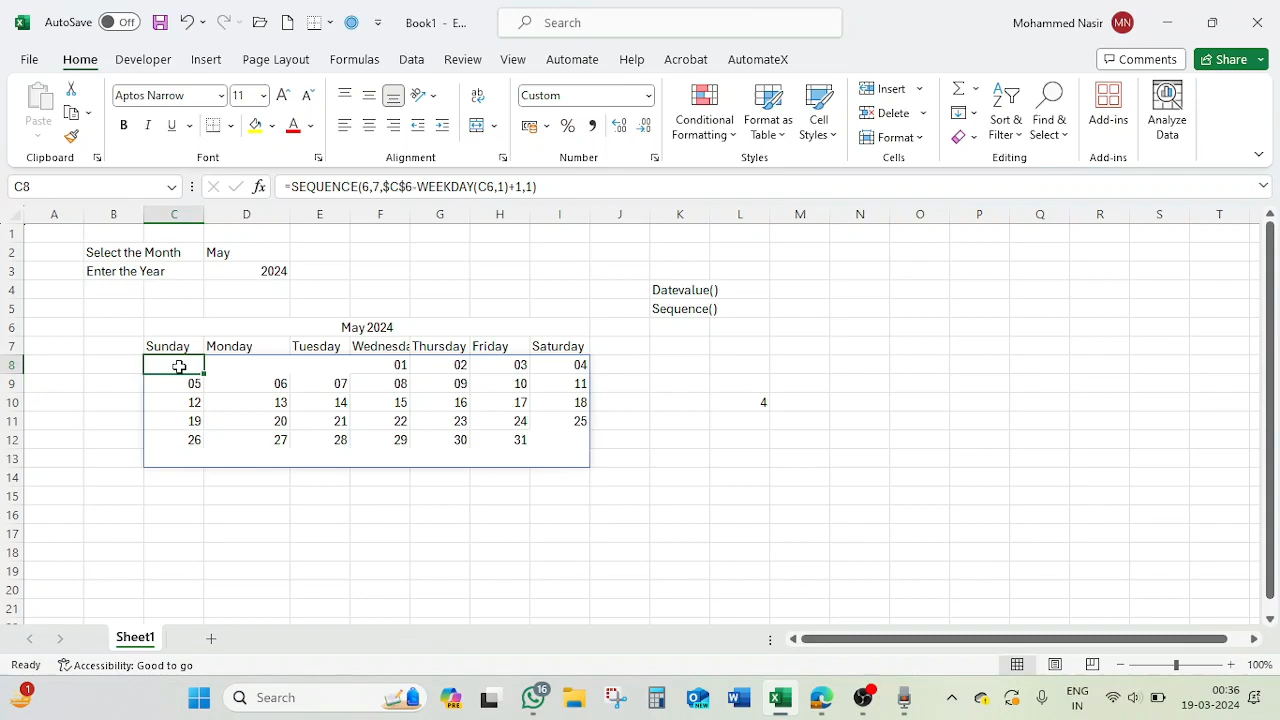 AutoSave Off Book1 - E... Search Mohammed Nasir MN
File Home Developer Insert Page Layout Formulas Data Review View Automate Help Acrobat AutomateX Comments Share
Paste Aptos Narrow 11 Custom Conditional Formatting Format as Table Cell Styles Insert Delete Format Sort & Filter Find & Select Add-ins Analyze Data
Clipboard Font Alignment Number Styles Cells Editing Add-ins
C8 =SEQUENCE(6,7,$C$6-WEEKDAY(C6,1)+1,1)
A B C D E F G H I J K L M N O P Q R S T
1
2 Select the Month May
3 Enter the Year 2024
4 Datevalue()
5 Sequence()
6 May 2024
7 Sunday Monday Tuesday Wednesda Thursday Friday Saturday
8 01 02 03 04
9 05 06 07 08 09 10 11
10 12 13 14 15 16 17 18 4
11 19 20 21 22 23 24 25
12 26 27 28 29 30 31
13
14
15
16
17
18
19
20
21
Sheet1
Ready Accessibility: Good to go 100%
1 Search PRE 16 NEW ENG IN 00:36 19-03-2024